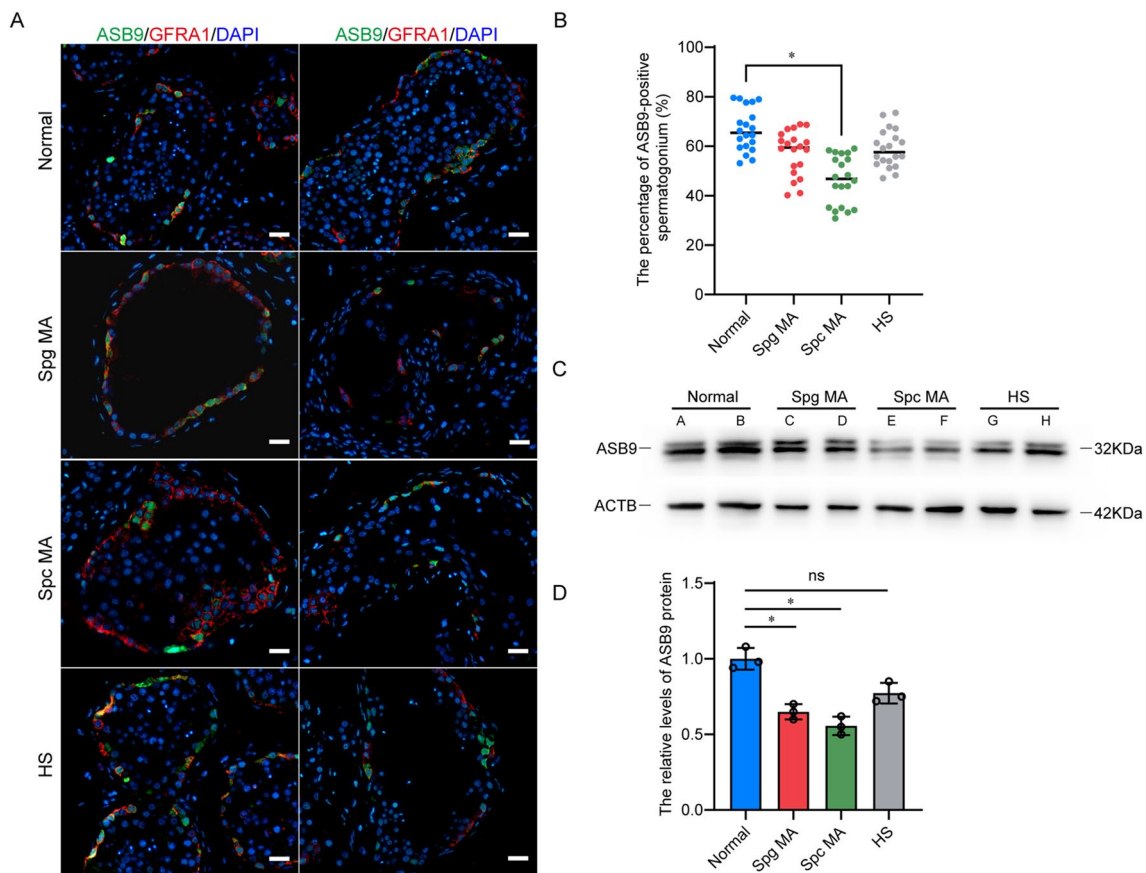 A
ASB9/GFRA1/DAPI
ASB9/GFRA1/DAPI
Normal
Spg MA
Spc MA
HS
B
The percentage of ASB9-positive
spermatogonium (%)
100
80
60
40
20
0
*
Normal
Spg MA
Spc MA
HS
C
Normal
Spg MA
Spc MA
HS
A B C D E F G H
ASB9
32KDa
ACTB
42KDa
D
The relative levels of ASB9 protein
1.5
1.0
0.5
0.0
ns
*
*
Normal
Spg MA
Spc MA
HS